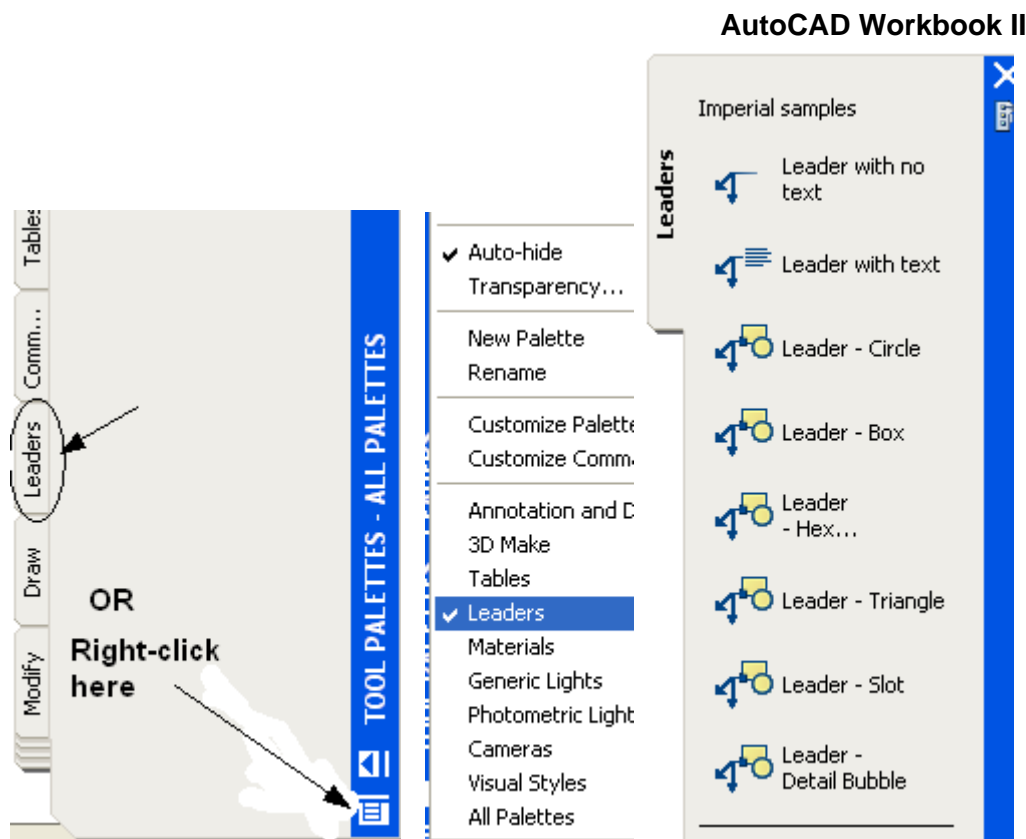 AutoCAD Workbook II
Tables
Comm...
Leaders
Draw
Modify
OR
Right-click
here
TOOL PALETTES - ALL PALETTES
Auto-hide
Transparency...
New Palette
Rename
Customize Palette
Customize Comma
Annotation and D
3D Make
Tables
Leaders
Materials
Generic Lights
Photometric Light
Cameras
Visual Styles
All Palettes
Leaders
Imperial samples
Leader with no
text
Leader with text
Leader - Circle
Leader - Box
Leader
- Hex...
Leader - Triangle
Leader - Slot
Leader -
Detail Bubble